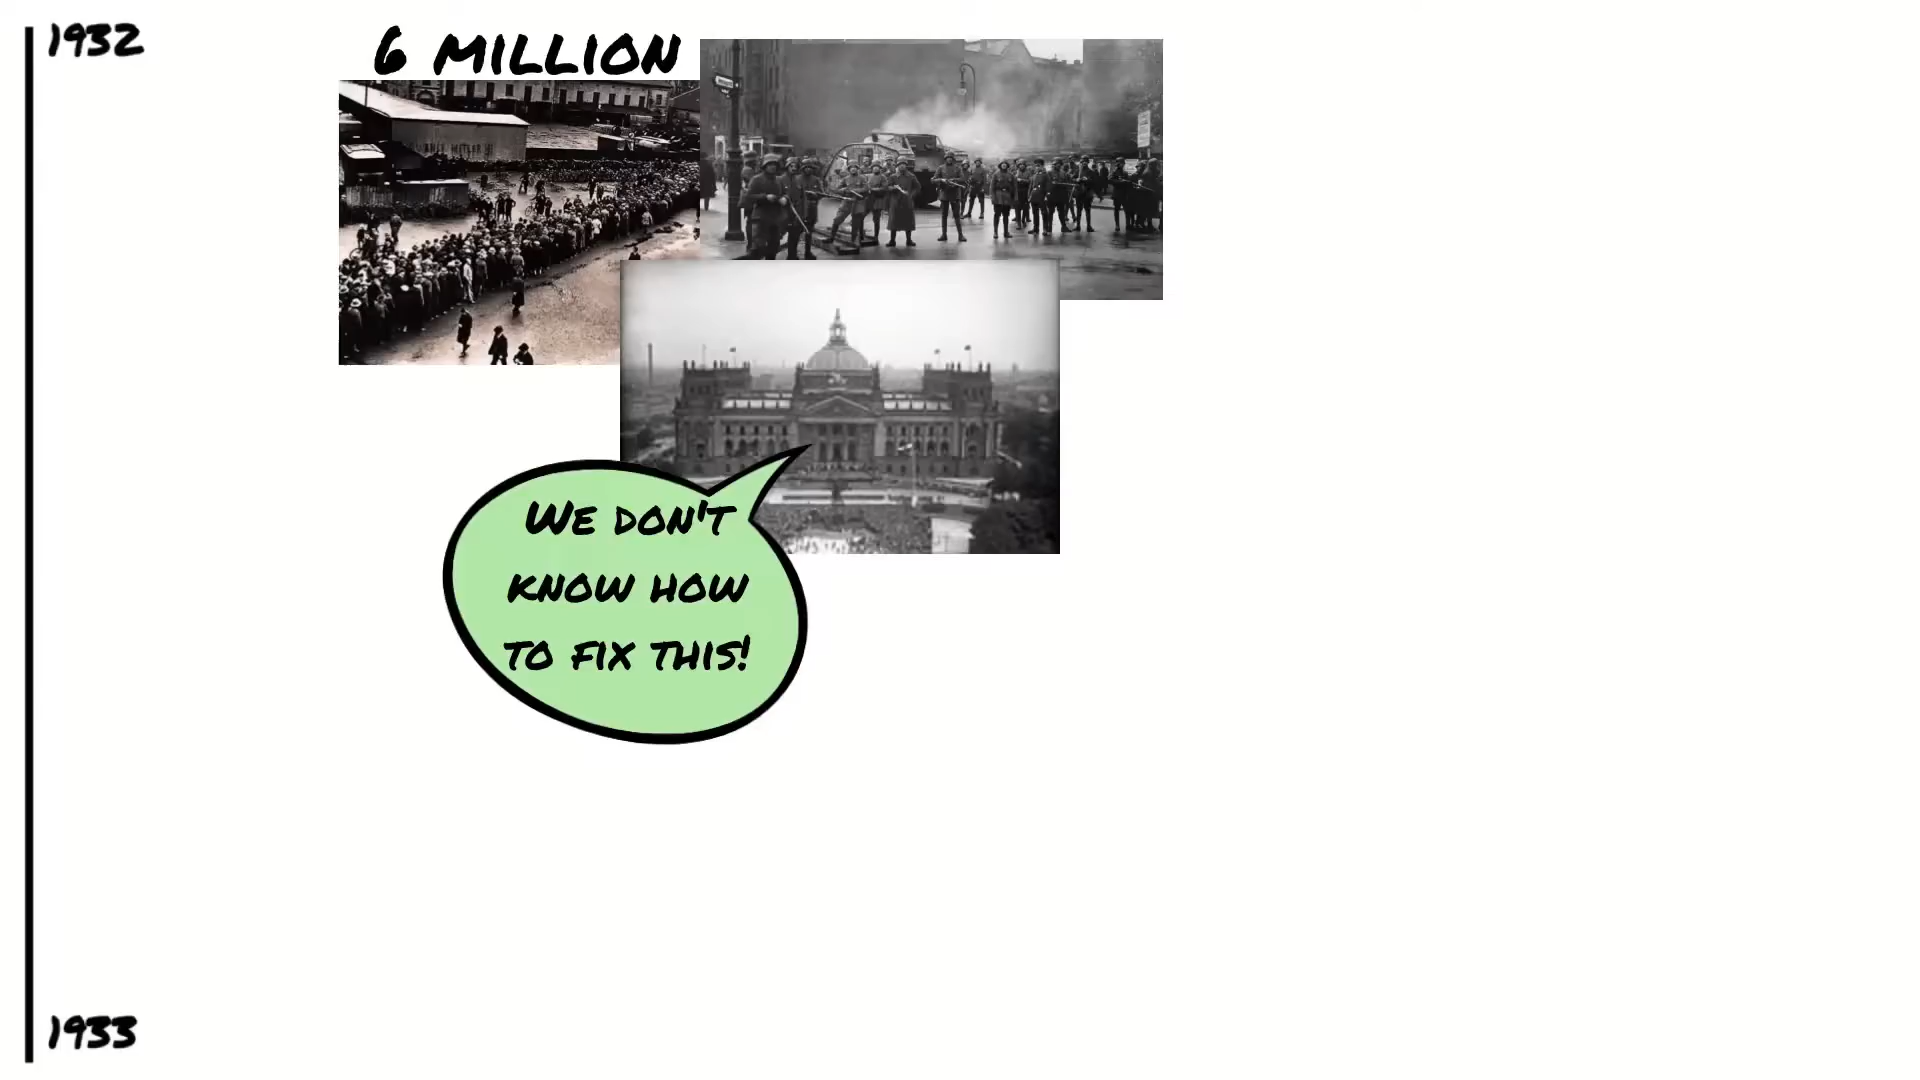 1932
6 MILLION
WE DON'T
KNOW HOW
TO FIX THIS!
1933